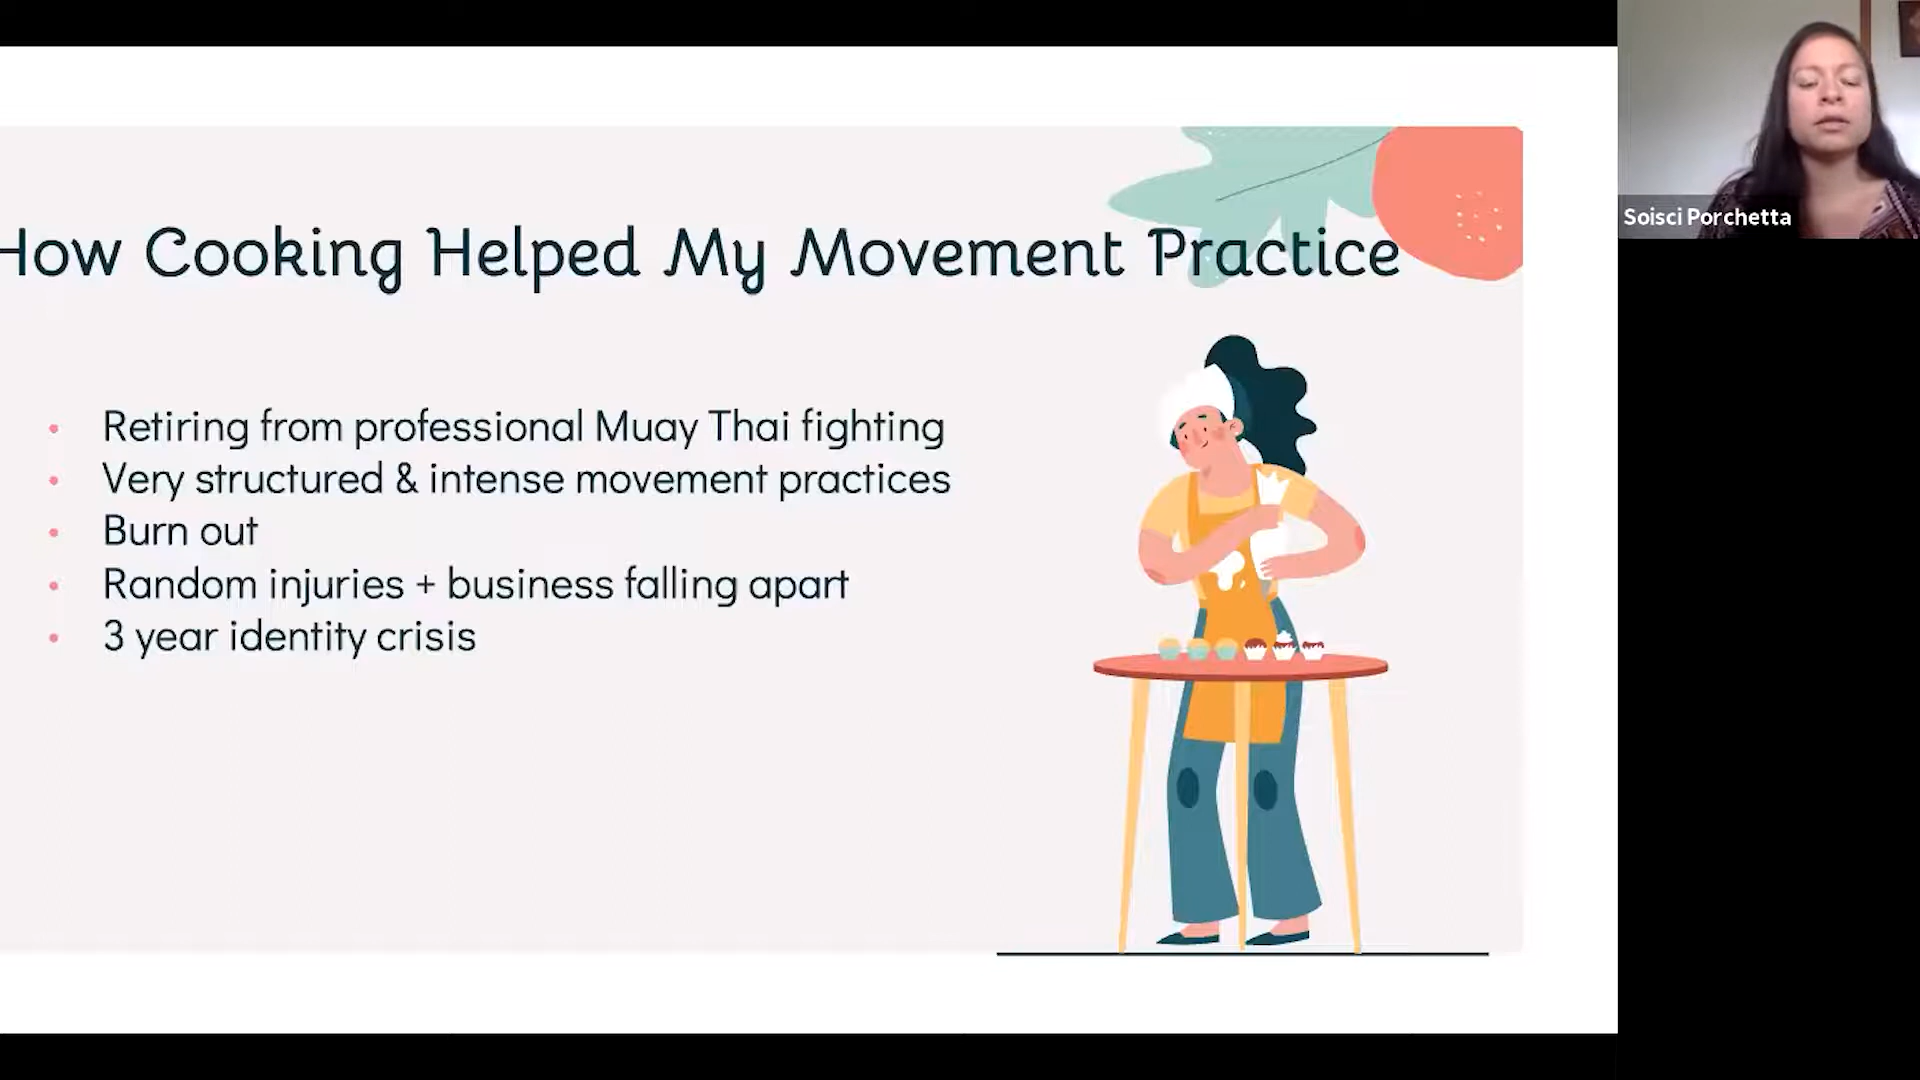 How Cooking Helped My Movement Practice
Retiring from professional Muay Thai fighting
Very structured & intense movement practices
Burn out
Random injuries + business falling apart
3 year identity crisis
Soisci Porchetta